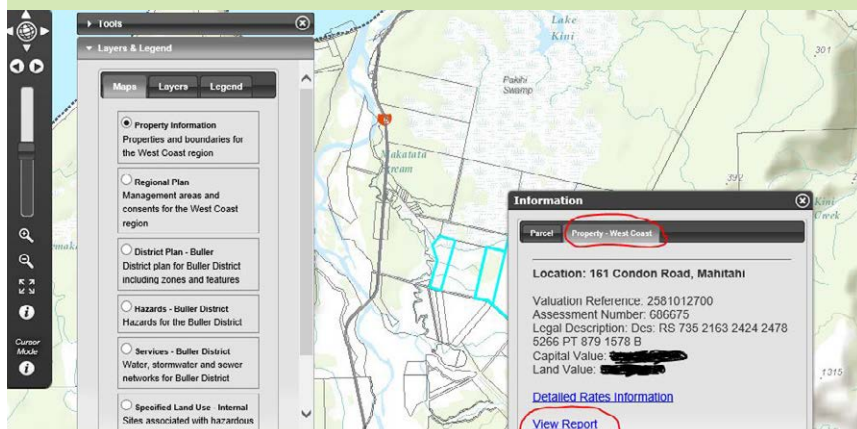 Tools
Layers & Legend
Maps Layers Legend
Property Information
Properties and boundaries for
the West Coast region
Regional Plan
Management areas and
consents for the West Coast
region
District Plan - Buller
District plan for Buller District
including zones and features
Hazards - Buller District
Hazards for the Buller District
Services - Buller District
Water, stormwater and sewer
networks for Buller District
Specified Land Use - Internal
Sites associated with hazardous
Cursor
Mode
Lake
Kini
301
Pakihi
Swamp
6
Makatata
Stream
392
Information
Parcel Property - West Coast
Kini
Creek
Location: 161 Condon Road, Mahitahi
Valuation Reference: 2581012700
Assessment Number: 686675
Legal Description: Des: RS 735 2163 2424 2478
5266 PT 879 1578 B
Capital Value:
Land Value:
1315
Detailed Rates Information
View Report